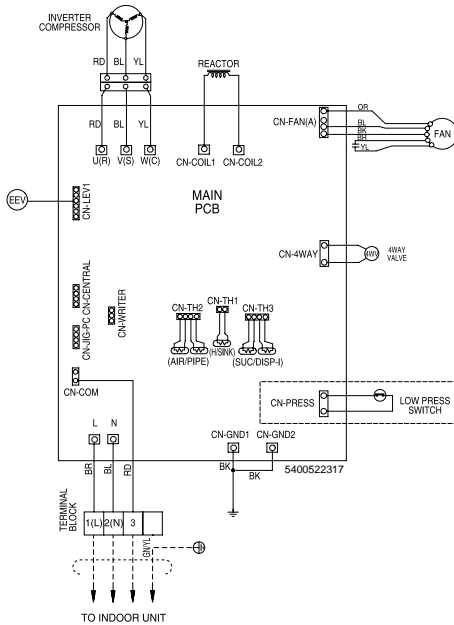 INVERTER
COMPRESSOR
RD BL YL
REACTOR
RD BL YL
U(R) V(S) W(C)
CN-COIL1 CN-COIL2
CN-FAN(A)
OR
BL
BK
BR
YL
FAN
EEV
CN-LEV1
MAIN
PCB
CN-4WAY
4WV
4WAY
VALVE
CN-CENTRAL
CN-JIG-PC
CN-WRITER
CN-TH2
CN-TH1
CN-TH3
(AIR/PIPE)
(H/SINK)
(SUC/DISP-I)
CN-COM
CN-PRESS
LOW PRESS
SWITCH
L N
CN-GND1 CN-GND2
BK
BK
5400522317
BR
BL
RD
TERMINAL
BLOCK
1(L) 2(N) 3
GN/YL
TO INDOOR UNIT